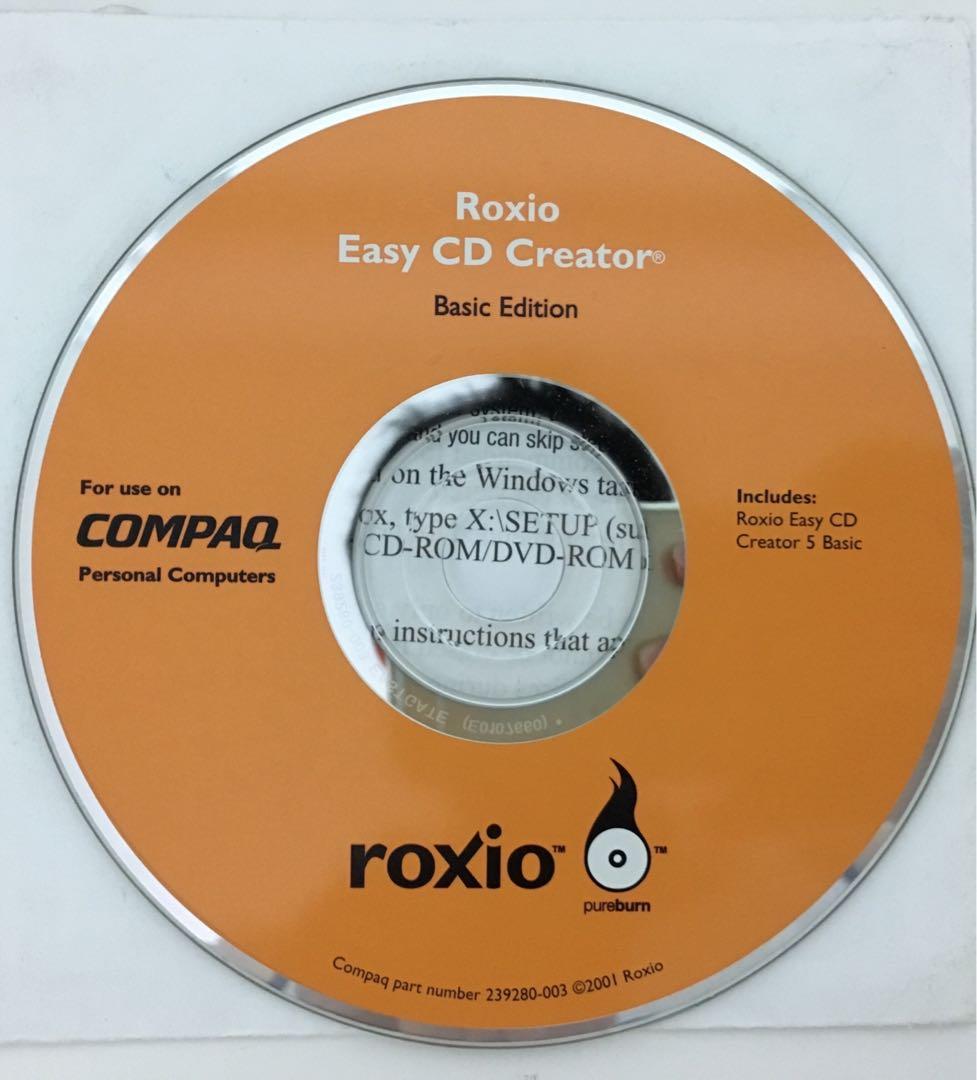 Roxio
Easy CD Creator®
Basic Edition
For use on
COMPAQ
Personal Computers
Includes:
Roxio Easy CD
Creator 5 Basic
you can skip
on the Windows
type X:\SETUP
CD-ROM/DVD-ROM
instructions that
(E0107660)
roxio™
™
pureburn
Compaq part number 239280-003 ©2001 Roxio